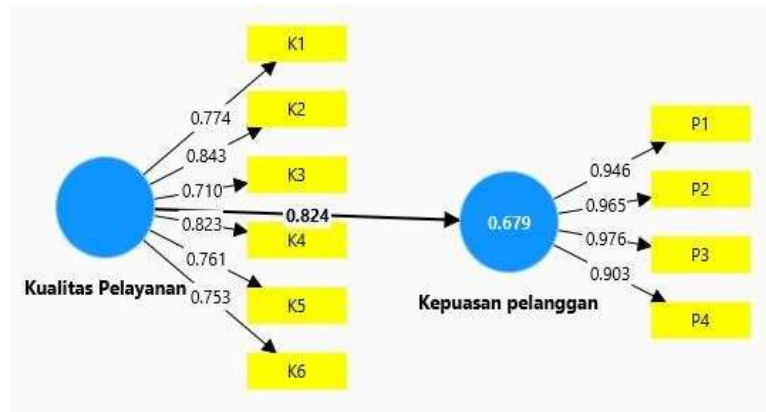 K1
0.774
K2
0.843
K3
0.710
0.824
0.823
K4
0.761
Kualitas Pelayanan
0.753
K5
K6
P1
0.946
P2
0.965
0.679
0.976
P3
0.903
Kepuasan pelanggan
P4